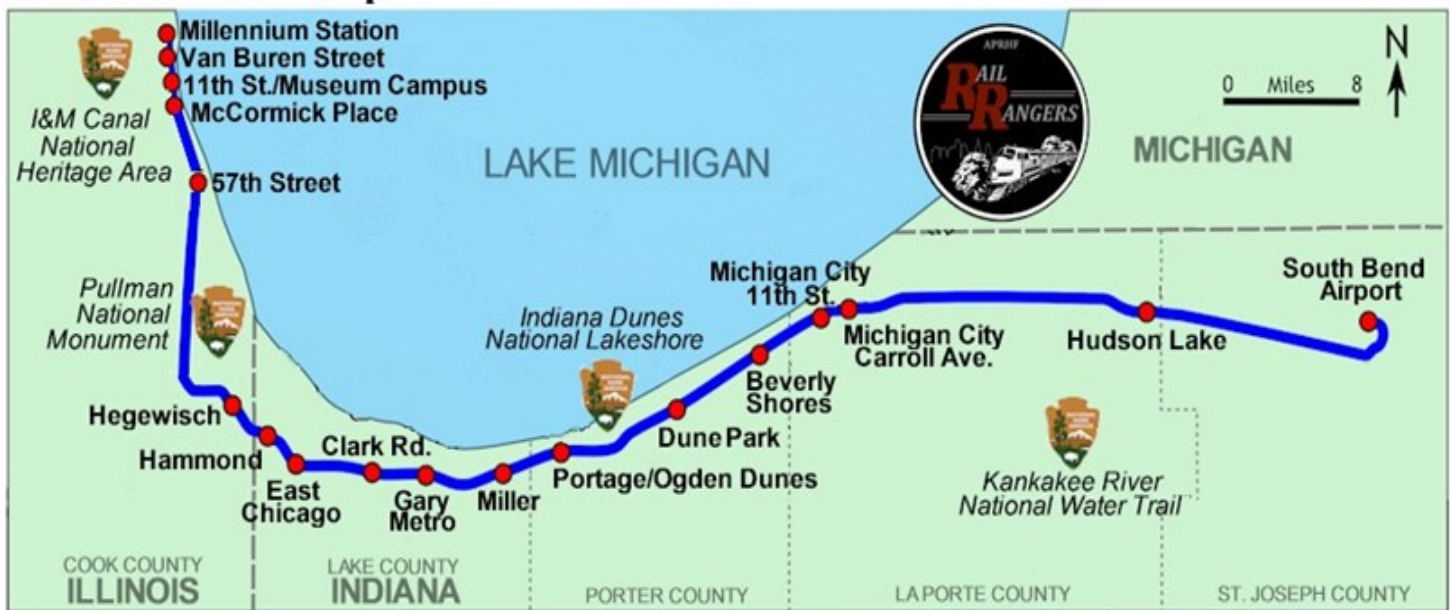 Millennium Station
Van Buren Street
11th St./Museum Campus
McCormick Place
I&M Canal
National
Heritage Area
57th Street
LAKE MICHIGAN
APRHF
RAIL
RANGERS
0 Miles 8
N
MICHIGAN
Pullman
National
Monument
Indiana Dunes
National Lakeshore
Michigan City
11th St.
Michigan City
Carroll Ave.
Hudson Lake
South Bend
Airport
Beverly
Shores
Dune Park
Portage/Ogden Dunes
Hegewisch
Hammond
East
Chicago
Clark Rd.
Gary
Metro
Miller
Kankakee River
National Water Trail
COOK COUNTY
ILLINOIS
LAKE COUNTY
INDIANA
PORTER COUNTY
LAPORTE COUNTY
ST. JOSEPH COUNTY